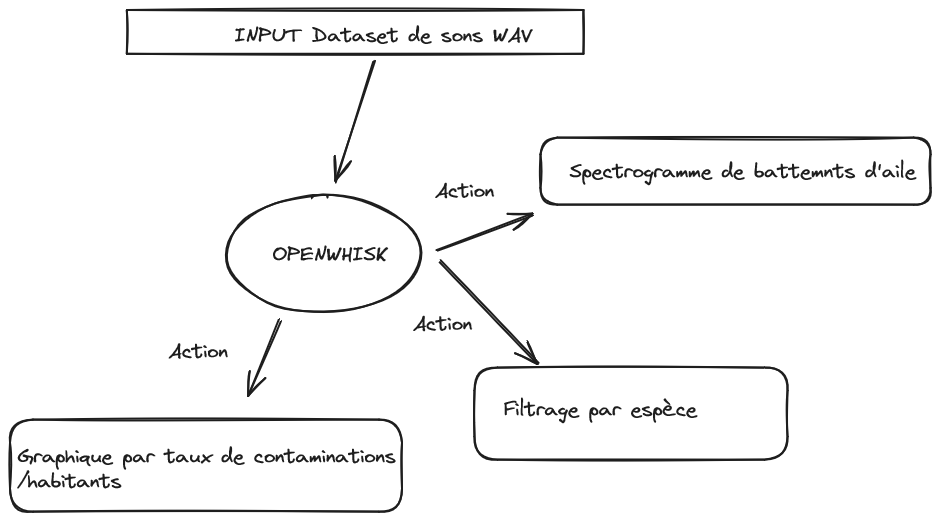 INPUT Dataset de sons WAV
Spectrogramme de battemnts d'aile
Action
OPENWHISK
Action
Action
Filtrage par espèce
Graphique par taux de contaminations
/habitants